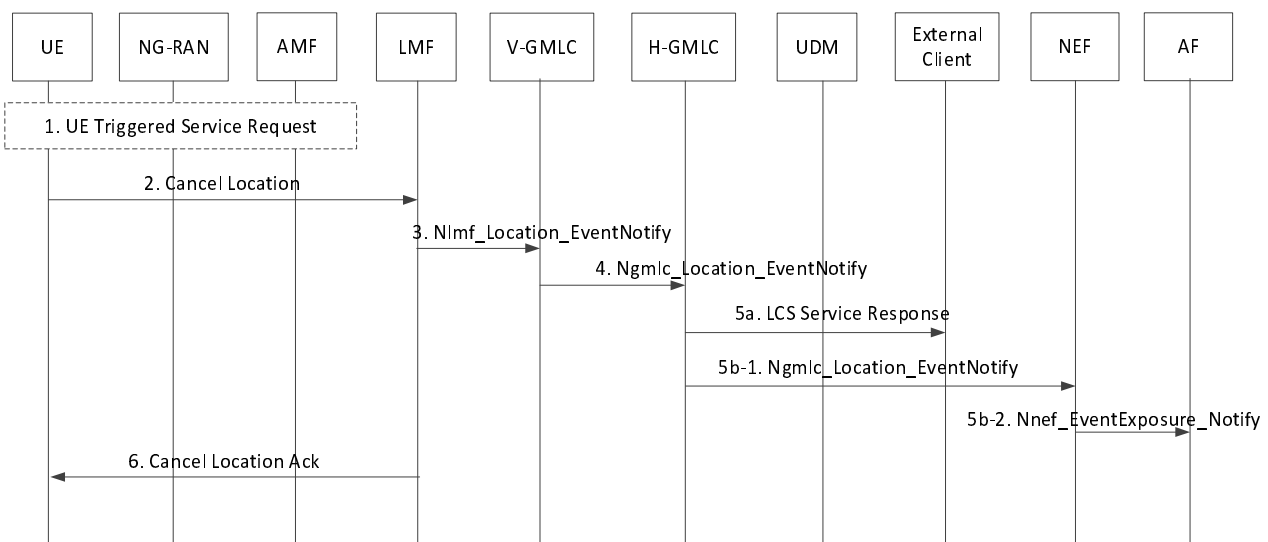 UE
NG-RAN
AMF
LMF
V-GMLC
H-GMLC
UDM
External
Client
NEF
AF
1. UE Triggered Service Request
2. Cancel Location
3. Nlmf_Location_EventNotify
4. Ngmlc_Location_EventNotify
5a. LCS Service Response
5b-1. Ngmlc_Location_EventNotify
5b-2. Nnef_EventExposure_Notify
6. Cancel Location Ack